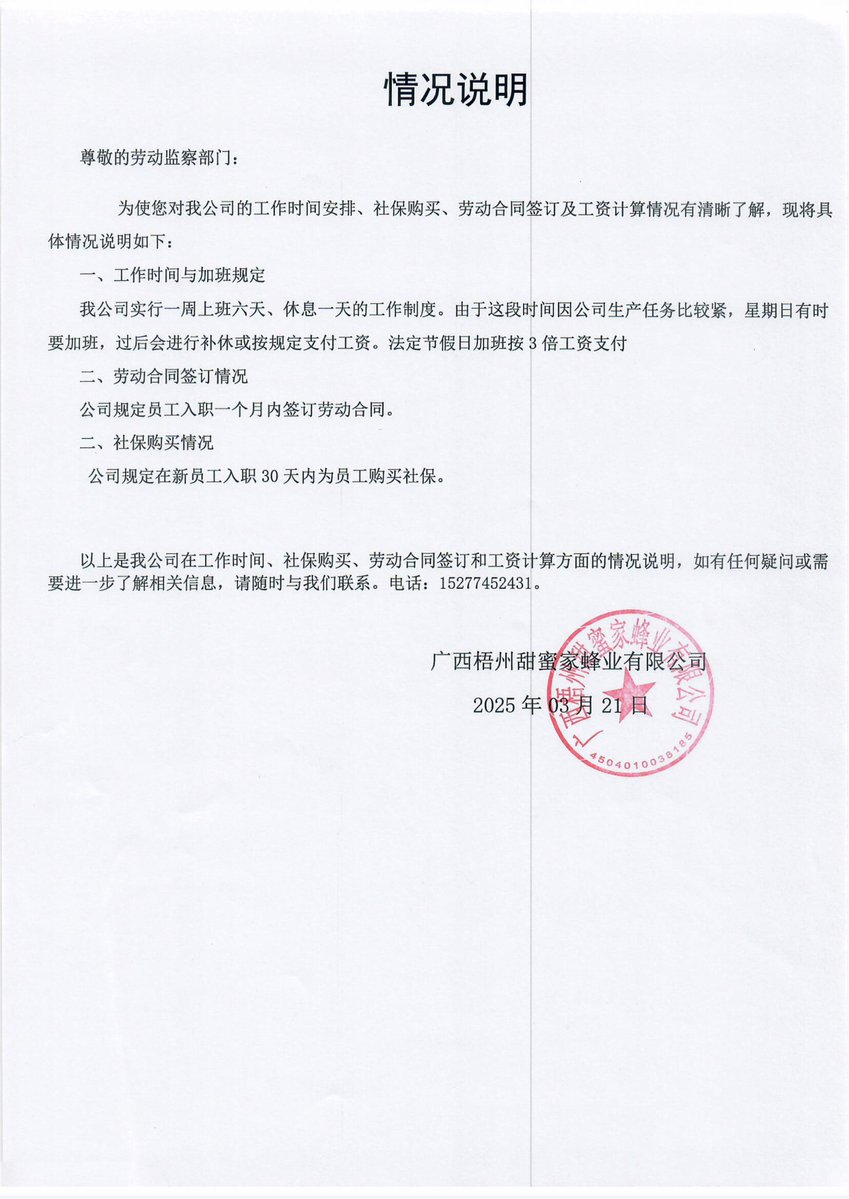 情况说明
尊敬的劳动监察部门：
为使您对我公司的工作时间安排、社保购买、劳动合同签订及工资计算情况有清晰了解，现将具
体情况说明如下：
一、工作时间与加班规定
我公司实行一周上班六天、休息一天的工作制度。由于这段时间因公司生产任务比较紧，星期日有时
要加班，过后会进行补休或按规定支付工资。法定节假日加班按 3 倍工资支付
二、劳动合同签订情况
公司规定员工入职一个月内签订劳动合同。
二、社保购买情况
公司规定在新员工入职 30 天内为员工购买社保。
以上是我公司在工作时间、社保购买、劳动合同签订和工资计算方面的情况说明，如有任何疑问或需
要进一步了解相关信息，请随时与我们联系。电话：15277452431。
广西梧州甜蜜家蜂业有限公司
2025 年 03 月 21 日
广西梧州甜蜜家蜂业有限公司
4504010038185